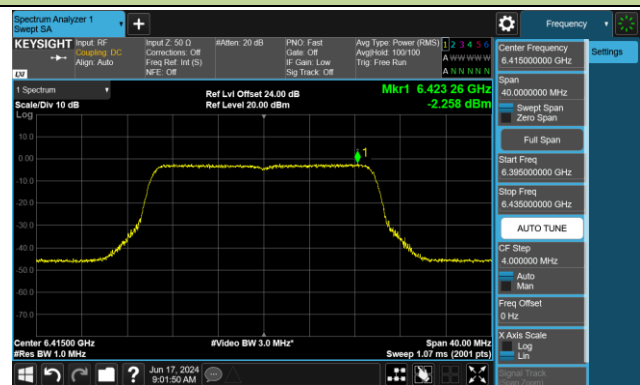 Spectrum Analyzer 1
Swept SA
+
Frequency
KEYSIGHT
Input: RF
Coupling: DC
Align: Auto
Input Z: 50 Ω
Corrections: Off
Freq Ref: Int (S)
NFE: Off
#Atten: 20 dB
PNO: Fast
Gate: Off
IF Gain: Low
Sig Track: Off
Avg Type: Power (RMS)
Avg|Hold: 100/100
Trig: Free Run
1 2 3 4 5 6
A W W W W W
A N N N N N
LXI
1 Spectrum
Scale/Div 10 dB
Log
Ref Lvl Offset 24.00 dB
Ref Level 20.00 dBm
Mkr1 6.423 26 GHz
-2.258 dBm
10.0
0.00
-10.0
-20.0
-30.0
-40.0
-50.0
-60.0
-70.0
1
Center 6.41500 GHz
#Res BW 1.0 MHz
#Video BW 3.0 MHz*
Span 40.00 MHz
Sweep 1.07 ms (2001 pts)
Center Frequency
6.415000000 GHz
Settings
Span
40.0000000 MHz
Swept Span
Zero Span
Full Span
Start Freq
6.395000000 GHz
Stop Freq
6.435000000 GHz
AUTO TUNE
CF Step
4.000000 MHz
Auto
Man
Freq Offset
0 Hz
X Axis Scale
Log
Lin
Signal Track
(Span Zoom)
?
Jun 17, 2024
9:01:50 AM